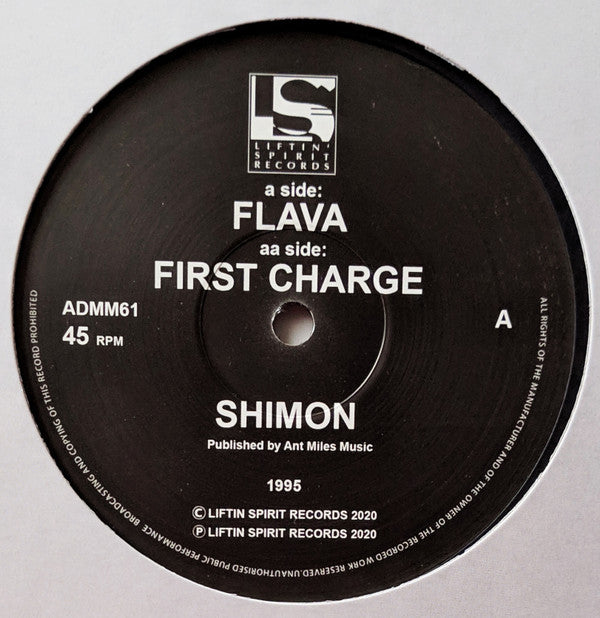 LS
LIFTIN'
SPIRIT
RECORDS
a side:
FLAVA
aa side:
FIRST CHARGE
ADMM61
45 RPM
A
SHIMON
Published by Ant Miles Music
1995
© LIFTIN SPIRIT RECORDS 2020
℗ LIFTIN SPIRIT RECORDS 2020
ALL RIGHTS OF THE MANUFACTURER AND OF THE OWNER OF THE RECORDED WORK RESERVED.UNAUTHORISED PUBLIC PERFORMANCE BROADCASTING AND COPYING OF THIS RECORD PROHIBITED